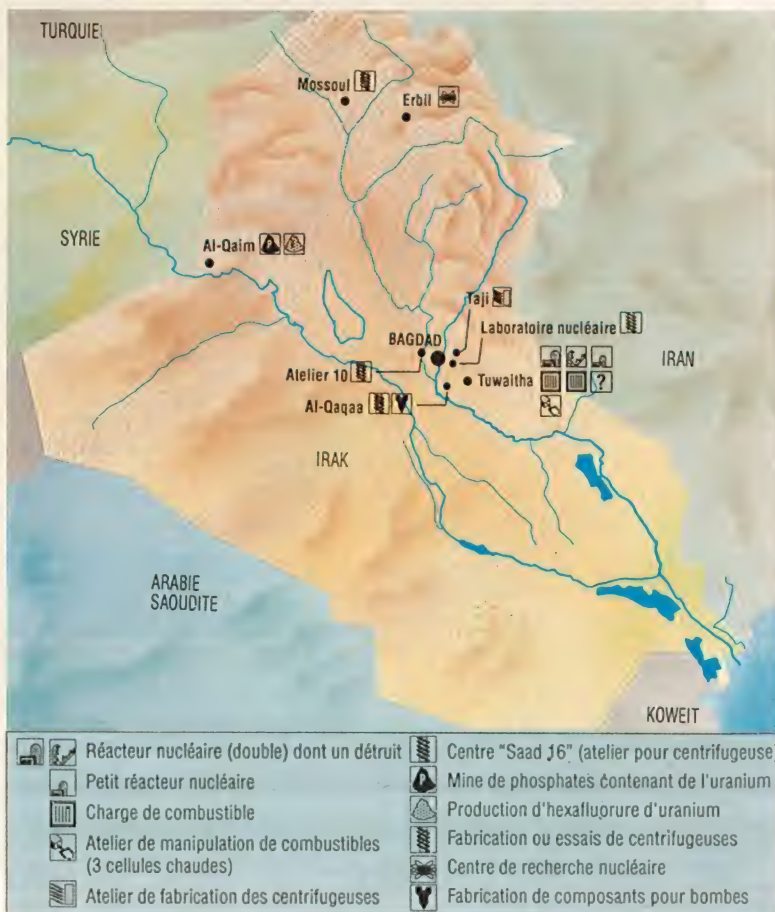 TURQUIE
Mossoul
Erbil
SYRIE
Al-Qaim
Taji
Laboratoire nucléaire
BAGDAD
IRAN
Atelier 10
Tuwaitha
?
Al-Qaqaa
IRAK
ARABIE
SAOUDITE
KOWEIT
Réacteur nucléaire (double) dont un détruit
Petit réacteur nucléaire
Charge de combustible
Atelier de manipulation de combustibles
(3 cellules chaudes)
Atelier de fabrication des centrifugeuses
Centre "Saad 16" (atelier pour centrifugeuse)
Mine de phosphates contenant de l'uranium
Production d'hexafluorure d'uranium
Fabrication ou essais de centrifugeuses
Centre de recherche nucléaire
Fabrication de composants pour bombes